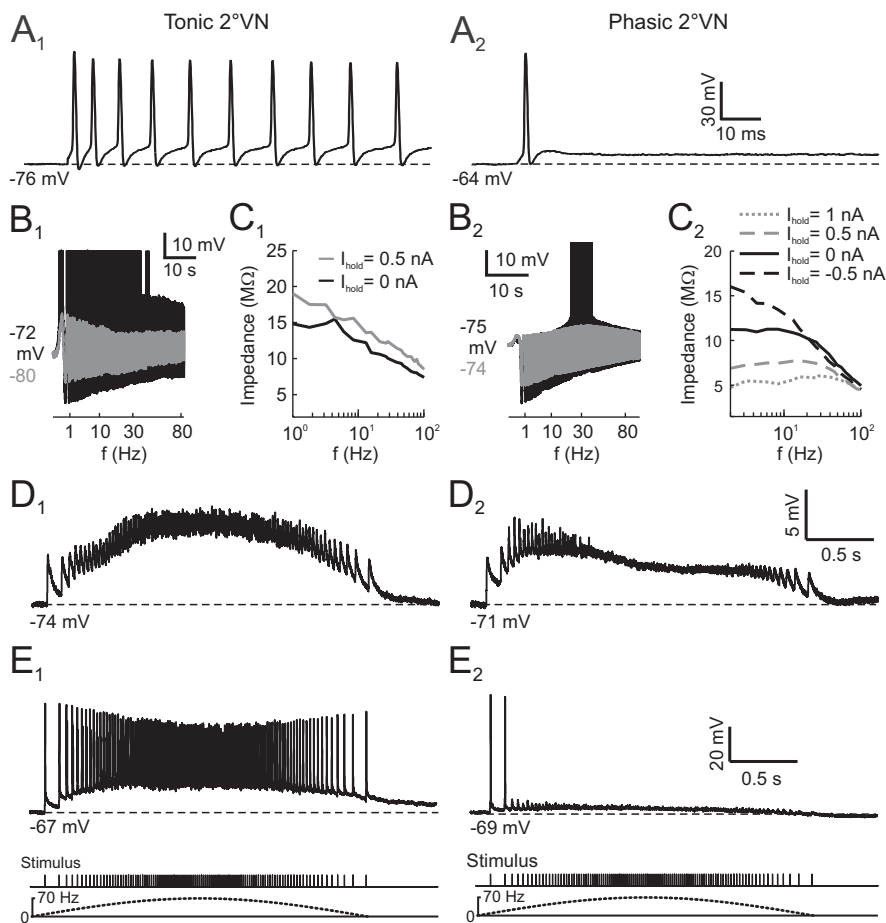 Tonic 2°VN
Phasic 2°VN
A1
A2
30 mV
10 ms
-76 mV
-64 mV
B1
10 mV
10 s
-72
mV
-80
1 10 30 80
f (Hz)
C1
Ihold= 0.5 nA
Ihold= 0 nA
Impedance (MΩ)
25
20
15
10
5
10^0 10^1 10^2
f (Hz)
B2
10 mV
10 s
-75
mV
-74
1 10 30 80
f (Hz)
C2
Ihold= 1 nA
Ihold= 0.5 nA
Ihold= 0 nA
Ihold= -0.5 nA
Impedance (MΩ)
20
15
10
5
10^1 10^2
f (Hz)
D1
-74 mV
D2
5 mV
0.5 s
-71 mV
E1
-67 mV
E2
20 mV
0.5 s
-69 mV
Stimulus
70 Hz
0
Stimulus
70 Hz
0